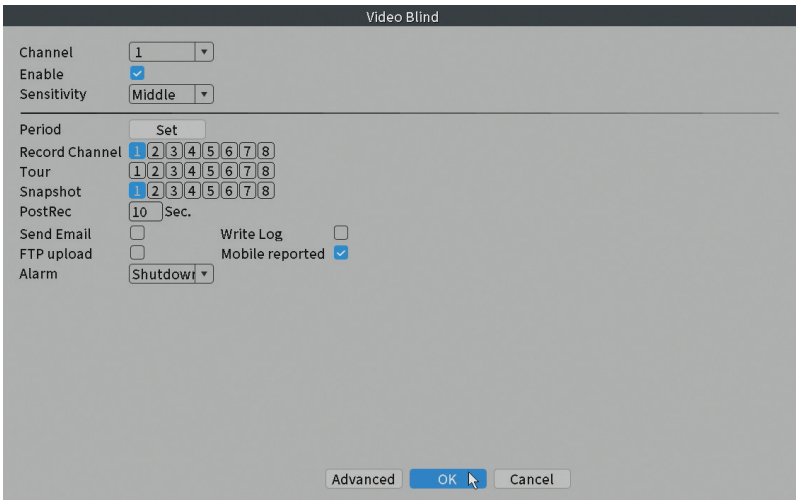 Video Blind
Channel 1
Enable
Sensitivity Middle
Period Set
Record Channel 1 2 3 4 5 6 7 8
Tour 1 2 3 4 5 6 7 8
Snapshot 1 2 3 4 5 6 7 8
PostRec 10 Sec.
Send Email Write Log
FTP upload Mobile reported
Alarm Shutdown
Advanced OK Cancel